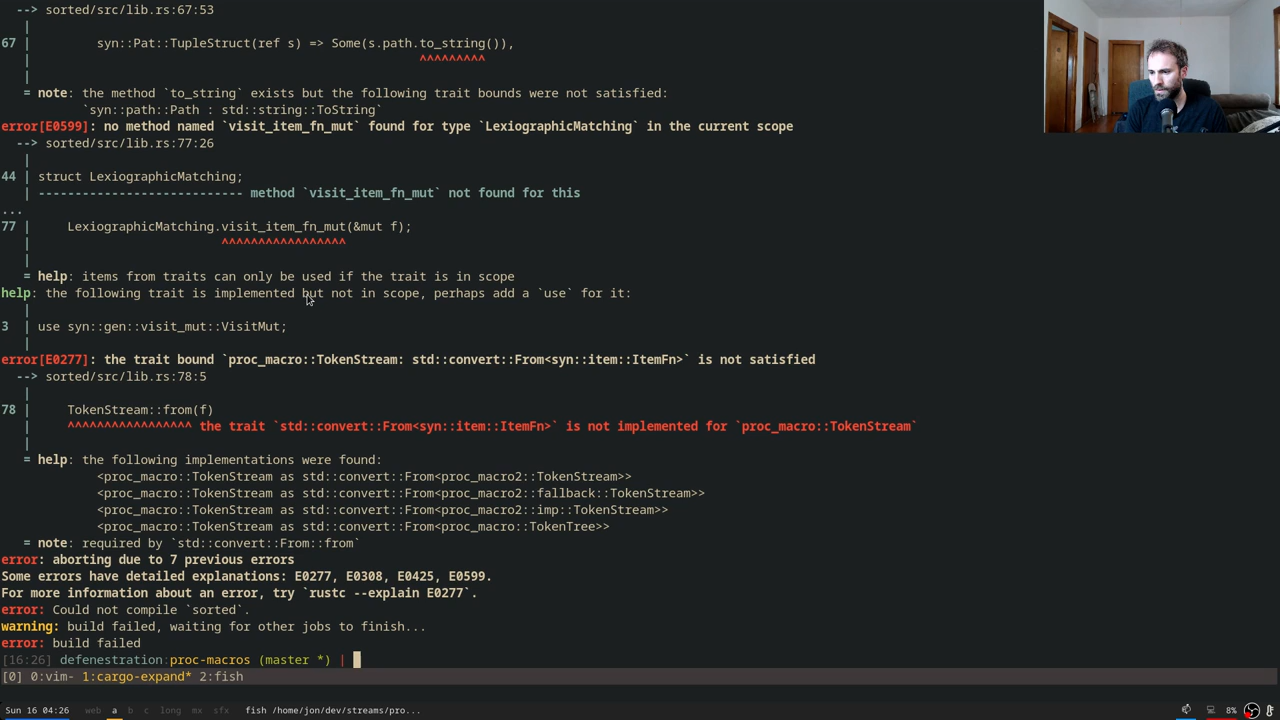 --> sorted/src/lib.rs:67:53
   |
67 |         syn::Pat::TupleStruct(ref s) => Some(s.path.to_string()),
   |                                                     ^^^^^^^^^
   |
   = note: the method `to_string` exists but the following trait bounds were not satisfied:
           `syn::path::Path : std::string::ToString`
error[E0599]: no method named `visit_item_fn_mut` found for type `LexiographicMatching` in the current scope
  --> sorted/src/lib.rs:77:26
   |
44 | struct LexiographicMatching;
   | ---------------------------- method `visit_item_fn_mut` not found for this
...
77 |     LexiographicMatching.visit_item_fn_mut(&mut f);
   |                          ^^^^^^^^^^^^^^^^^
   |
   = help: items from traits can only be used if the trait is in scope
help: the following trait is implemented but not in scope, perhaps add a `use` for it:
   |
3  | use syn::gen::visit_mut::VisitMut;
   |
error[E0277]: the trait bound `proc_macro::TokenStream: std::convert::From<syn::item::ItemFn>` is not satisfied
  --> sorted/src/lib.rs:78:5
   |
78 |     TokenStream::from(f)
   |     ^^^^^^^^^^^^^^^^^ the trait `std::convert::From<syn::item::ItemFn>` is not implemented for `proc_macro::TokenStream`
   |
   = help: the following implementations were found:
             <proc_macro::TokenStream as std::convert::From<proc_macro2::TokenStream>>
             <proc_macro::TokenStream as std::convert::From<proc_macro2::fallback::TokenStream>>
             <proc_macro::TokenStream as std::convert::From<proc_macro2::imp::TokenStream>>
             <proc_macro::TokenStream as std::convert::From<proc_macro::TokenTree>>
   = note: required by `std::convert::From::from`
error: aborting due to 7 previous errors
Some errors have detailed explanations: E0277, E0308, E0425, E0599.
For more information about an error, try `rustc --explain E0277`.
error: Could not compile `sorted`.
warning: build failed, waiting for other jobs to finish...
error: build failed
[16:26] defenestration:proc-macros (master *) |
[0] 0:vim- 1:cargo-expand* 2:fish
Sun 16 04:26 web a b c long mx sfx fish /home/jon/dev/streams/pro... 8%